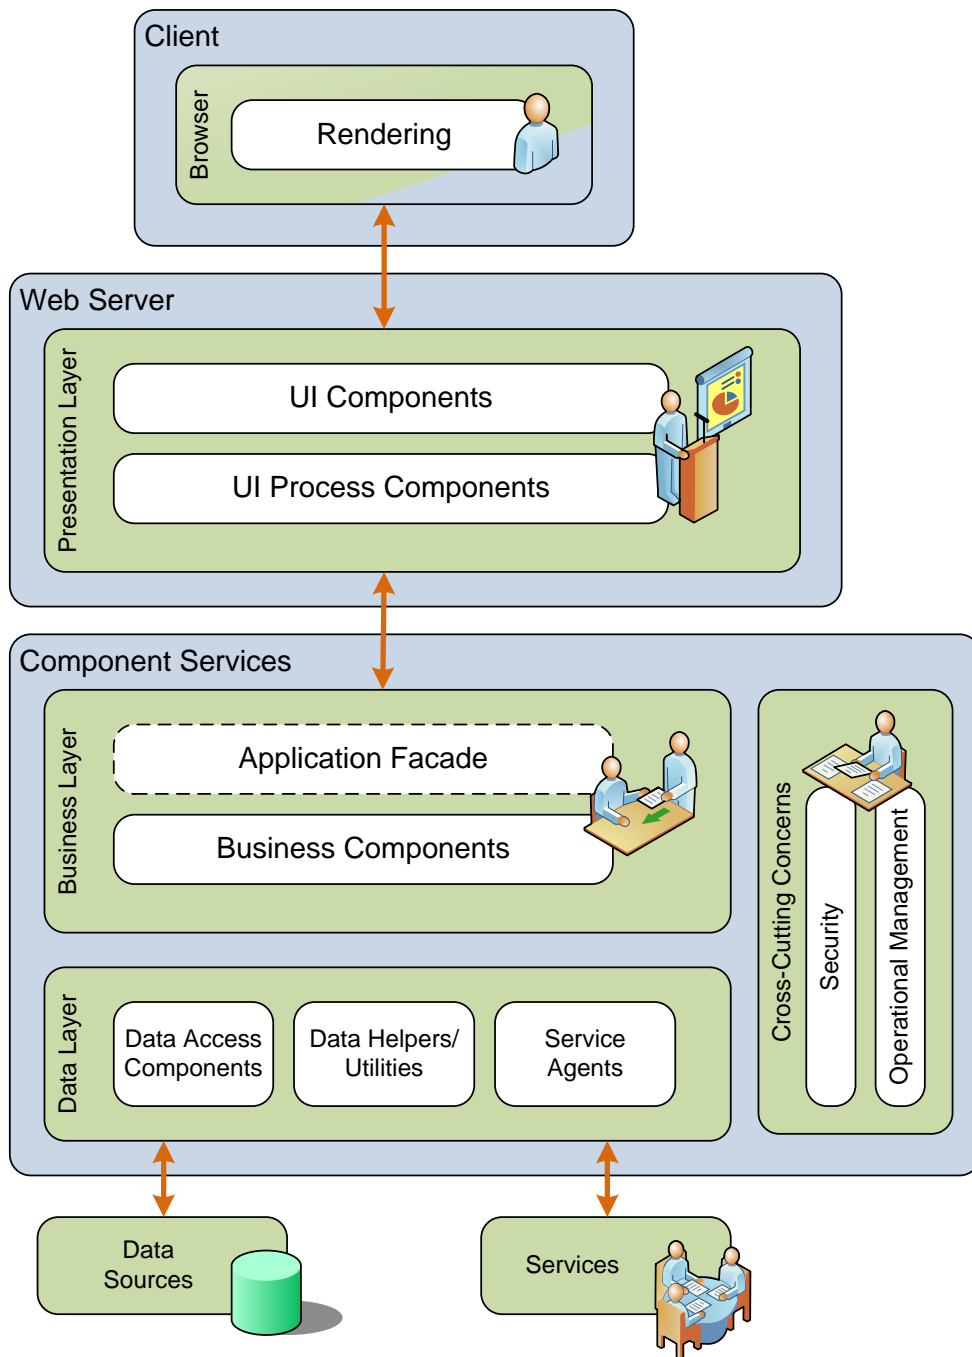 Client
Browser
Rendering
Web Server
Presentation Layer
UI Components
UI Process Components
Component Services
Business Layer
Application Facade
Business Components
Cross-Cutting Concerns
Security
Operational Management
Data Layer
Data Access
Components
Data Helpers/
Utilities
Service
Agents
Data
Sources
Services